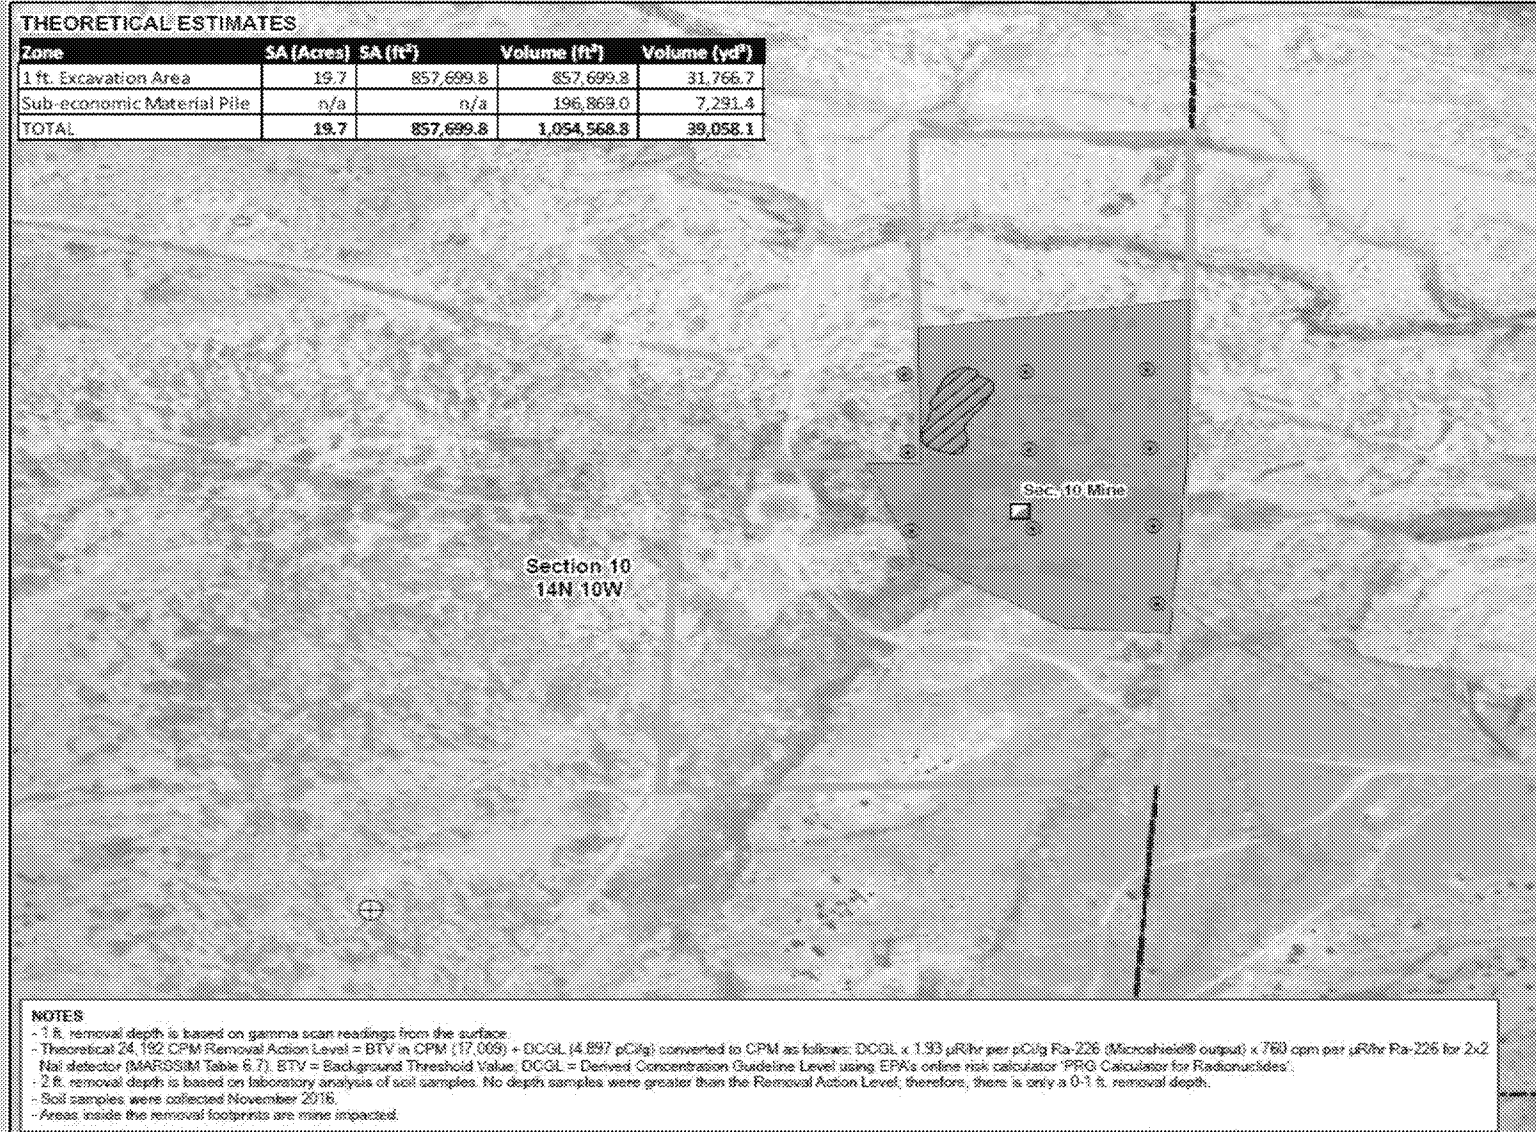 THEORETICAL ESTIMATES
Zone SA (Acres) SA (ft²) Volume (ft³) Volume (yd³)
1 ft. Excavation Area 19.7 857,699.8 857,699.8 31,766.7
Sub-economic Material Pile n/a n/a 196,869.0 7,291.4
TOTAL 19.7 857,699.8 1,054,568.8 39,058.1
Sec. 10 Mine
Section 10
14N 10W
NOTES
- 1 ft. removal depth is based on gamma scan readings from the surface.
- Theoretical 24,192 CPM Removal Action Level = BTV in CPM (17,009) + DCGL (4.897 pCi/g) converted to CPM as follows: DCGL x 1.93 µR/hr per pCi/g Ra-226 (Microshield® output) x 760 cpm per µR/hr Ra-226 for 2x2
NaI detector (MARSSIM Table 6.7). BTV = Background Threshold Value; DCGL = Derived Concentration Guideline Level using EPA's online risk calculator 'PRG Calculator for Radionuclides'.
- 2 ft. removal depth is based on laboratory analysis of soil samples. No depth samples were greater than the Removal Action Level; therefore, there is only a 0-1 ft. removal depth.
- Soil samples were collected November 2016.
- Areas inside the removal footprints are mine impacted.